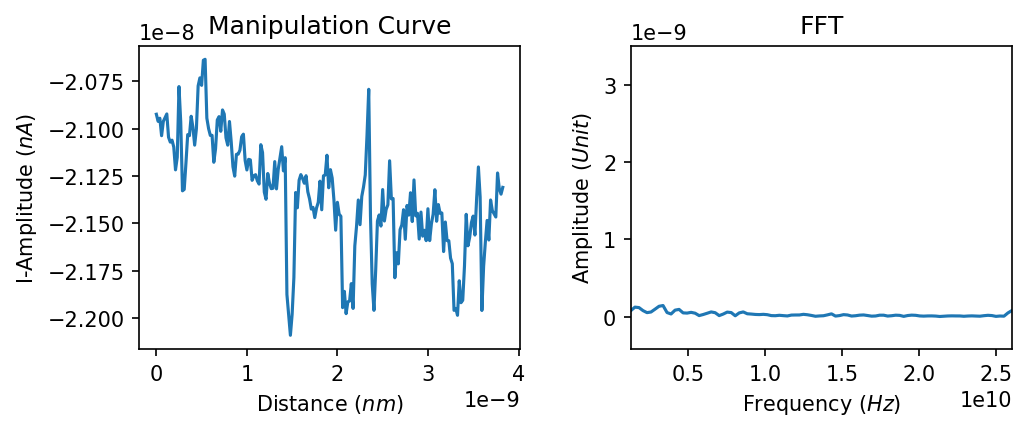 Manipulation Curve
1e−8
−2.075
−2.100
−2.125
−2.150
−2.175
−2.200
I-Amplitude (nA)
0 1 2 3 4
1e−9
Distance (nm)
FFT
1e−9
3
2
1
0
Amplitude (Unit)
0.5 1.0 1.5 2.0 2.5
1e10
Frequency (Hz)